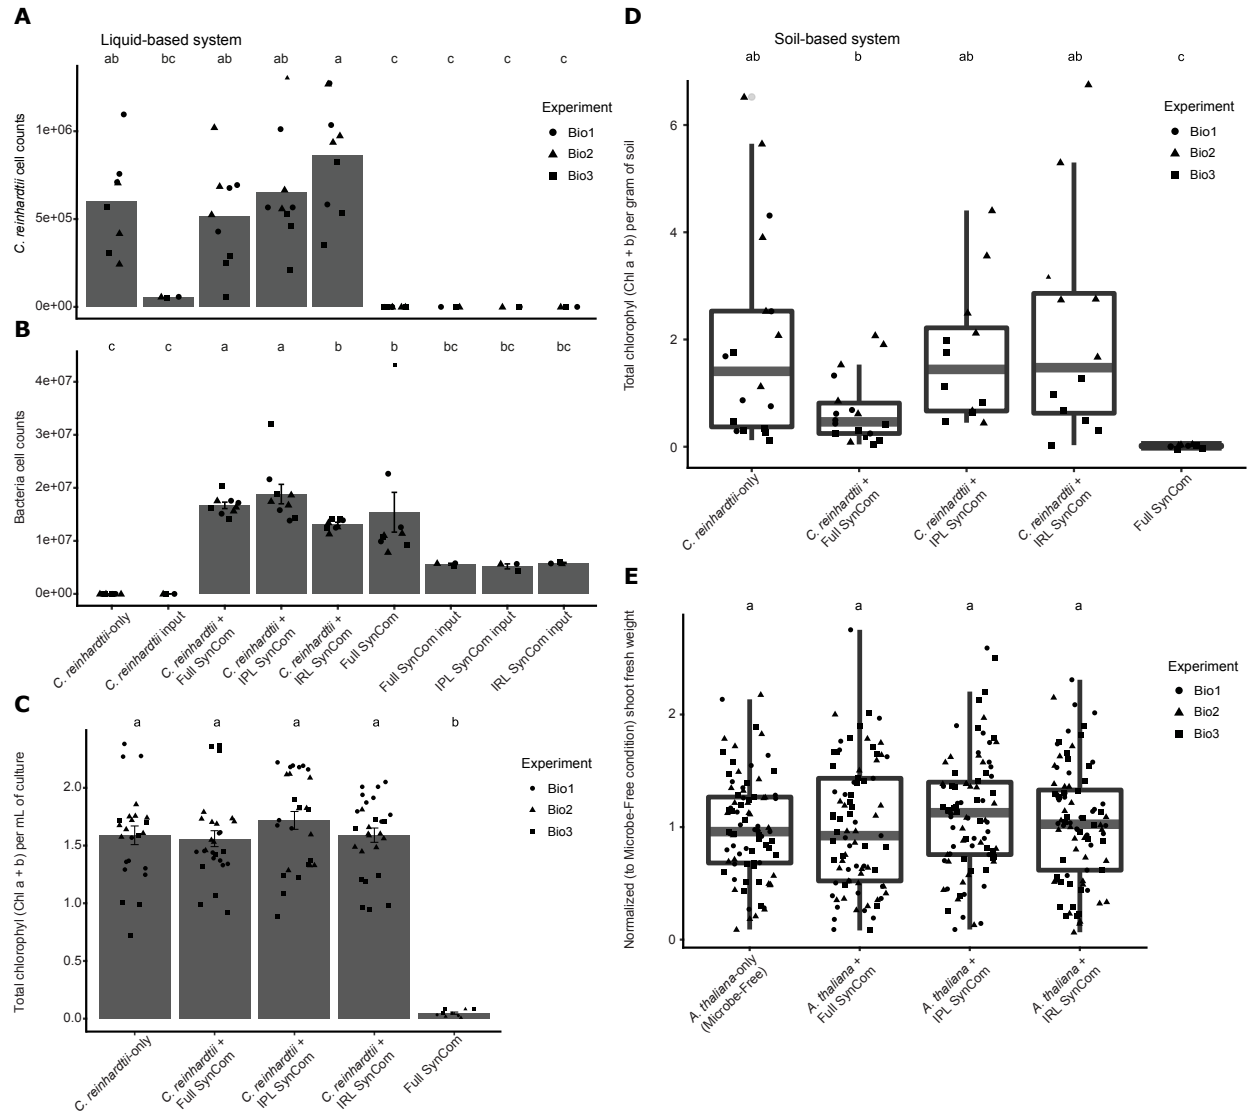 A
Liquid-based system
ab bc ab ab a c c c c
C. reinhardtii cell counts
1e+06
5e+05
0e+00
Experiment
Bio1
Bio2
Bio3
B
c c a a b b bc bc bc
Bacteria cell counts
4e+07
3e+07
2e+07
1e+07
0e+00
C. reinhardtii-only
C. reinhardtii input
C. reinhardtii +
Full SynCom
C. reinhardtii +
IPL SynCom
C. reinhardtii +
IRL SynCom
Full SynCom
Full SynCom input
IPL SynCom input
IRL SynCom input
C
a a a a b
Total chlorophyll (Chl a + b) per mL of culture
2.0
1.5
1.0
0.5
0.0
Experiment
Bio1
Bio2
Bio3
C. reinhardtii-only
C. reinhardtii +
Full SynCom
C. reinhardtii +
IPL SynCom
C. reinhardtii +
IRL SynCom
Full SynCom
D
Soil-based system
ab b ab ab c
Total chlorophyll (Chl a + b) per gram of soil
6
4
2
0
Experiment
Bio1
Bio2
Bio3
C. reinhardtii-only
C. reinhardtii +
Full SynCom
C. reinhardtii +
IPL SynCom
C. reinhardtii +
IRL SynCom
Full SynCom
E
a a a a
Normalized (to Microbe-Free condition) shoot fresh weight
2
1
0
Experiment
Bio1
Bio2
Bio3
A. thaliana-only
(Microbe-Free)
A. thaliana +
Full SynCom
A. thaliana +
IPL SynCom
A. thaliana +
IRL SynCom